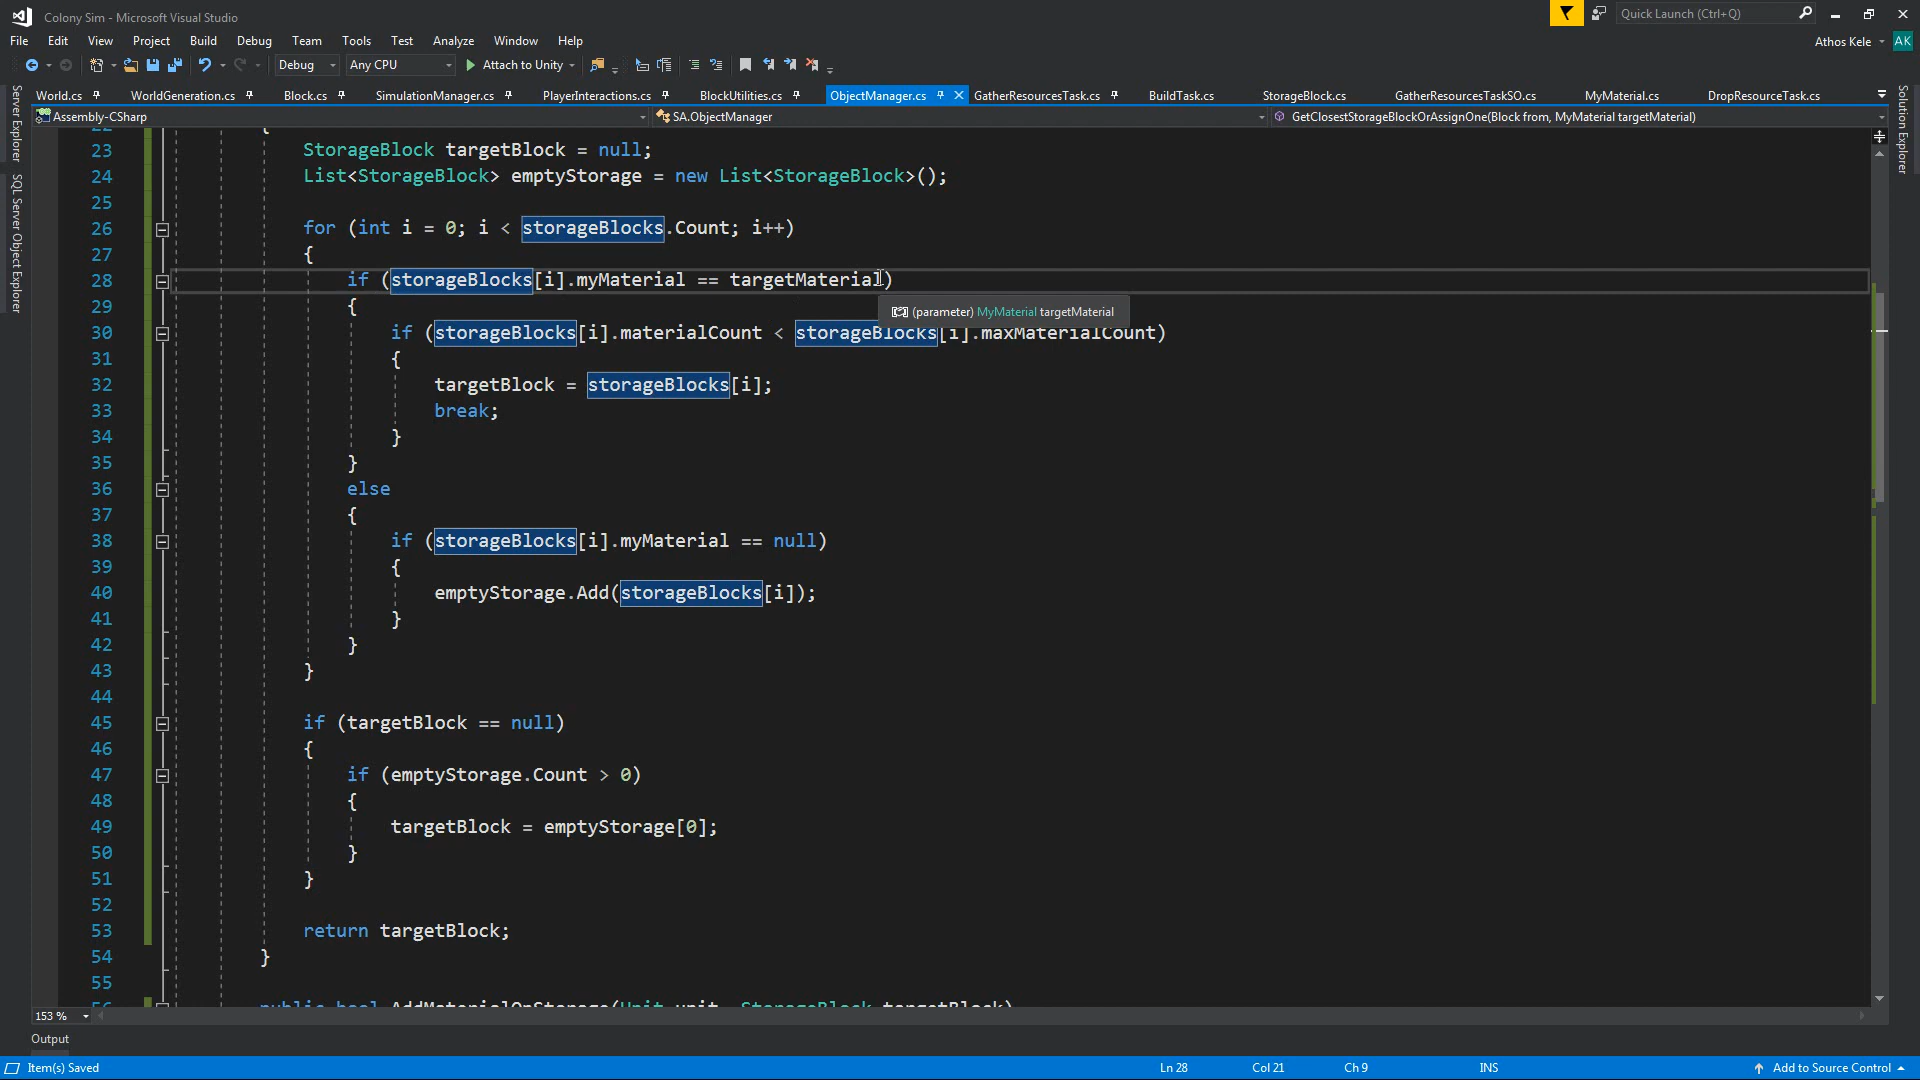 Colony Sim - Microsoft Visual Studio
Quick Launch (Ctrl+Q)
File Edit View Project Build Debug Team Tools Test Analyze Window Help
Athos Kele AK
Debug Any CPU Attach to Unity
World.cs WorldGeneration.cs Block.cs SimulationManager.cs PlayerInteractions.cs BlockUtilities.cs ObjectManager.cs GatherResourcesTask.cs BuildTask.cs StorageBlock.cs GatherResourcesTaskSO.cs MyMaterial.cs DropResourceTask.cs
Assembly-CSharp SA.ObjectManager GetClosestStorageBlockOrAssignOne(Block from, MyMaterial targetMaterial)
Server Explorer
SQL Server Object Explorer
Solution Explorer
23 StorageBlock targetBlock = null;
24 List<StorageBlock> emptyStorage = new List<StorageBlock>();
25
26 for (int i = 0; i < storageBlocks.Count; i++)
27 {
28 if (storageBlocks[i].myMaterial == targetMaterial)
29 {
(parameter) MyMaterial targetMaterial
30 if (storageBlocks[i].materialCount < storageBlocks[i].maxMaterialCount)
31 {
32 targetBlock = storageBlocks[i];
33 break;
34 }
35 }
36 else
37 {
38 if (storageBlocks[i].myMaterial == null)
39 {
40 emptyStorage.Add(storageBlocks[i]);
41 }
42 }
43 }
44
45 if (targetBlock == null)
46 {
47 if (emptyStorage.Count > 0)
48 {
49 targetBlock = emptyStorage[0];
50 }
51 }
52
53 return targetBlock;
54 }
55
56 public bool AddMaterialOnStorage(Unit unit, StorageBlock targetBlock)
153 %
Output
Item(s) Saved Ln 28 Col 21 Ch 9 INS Add to Source Control